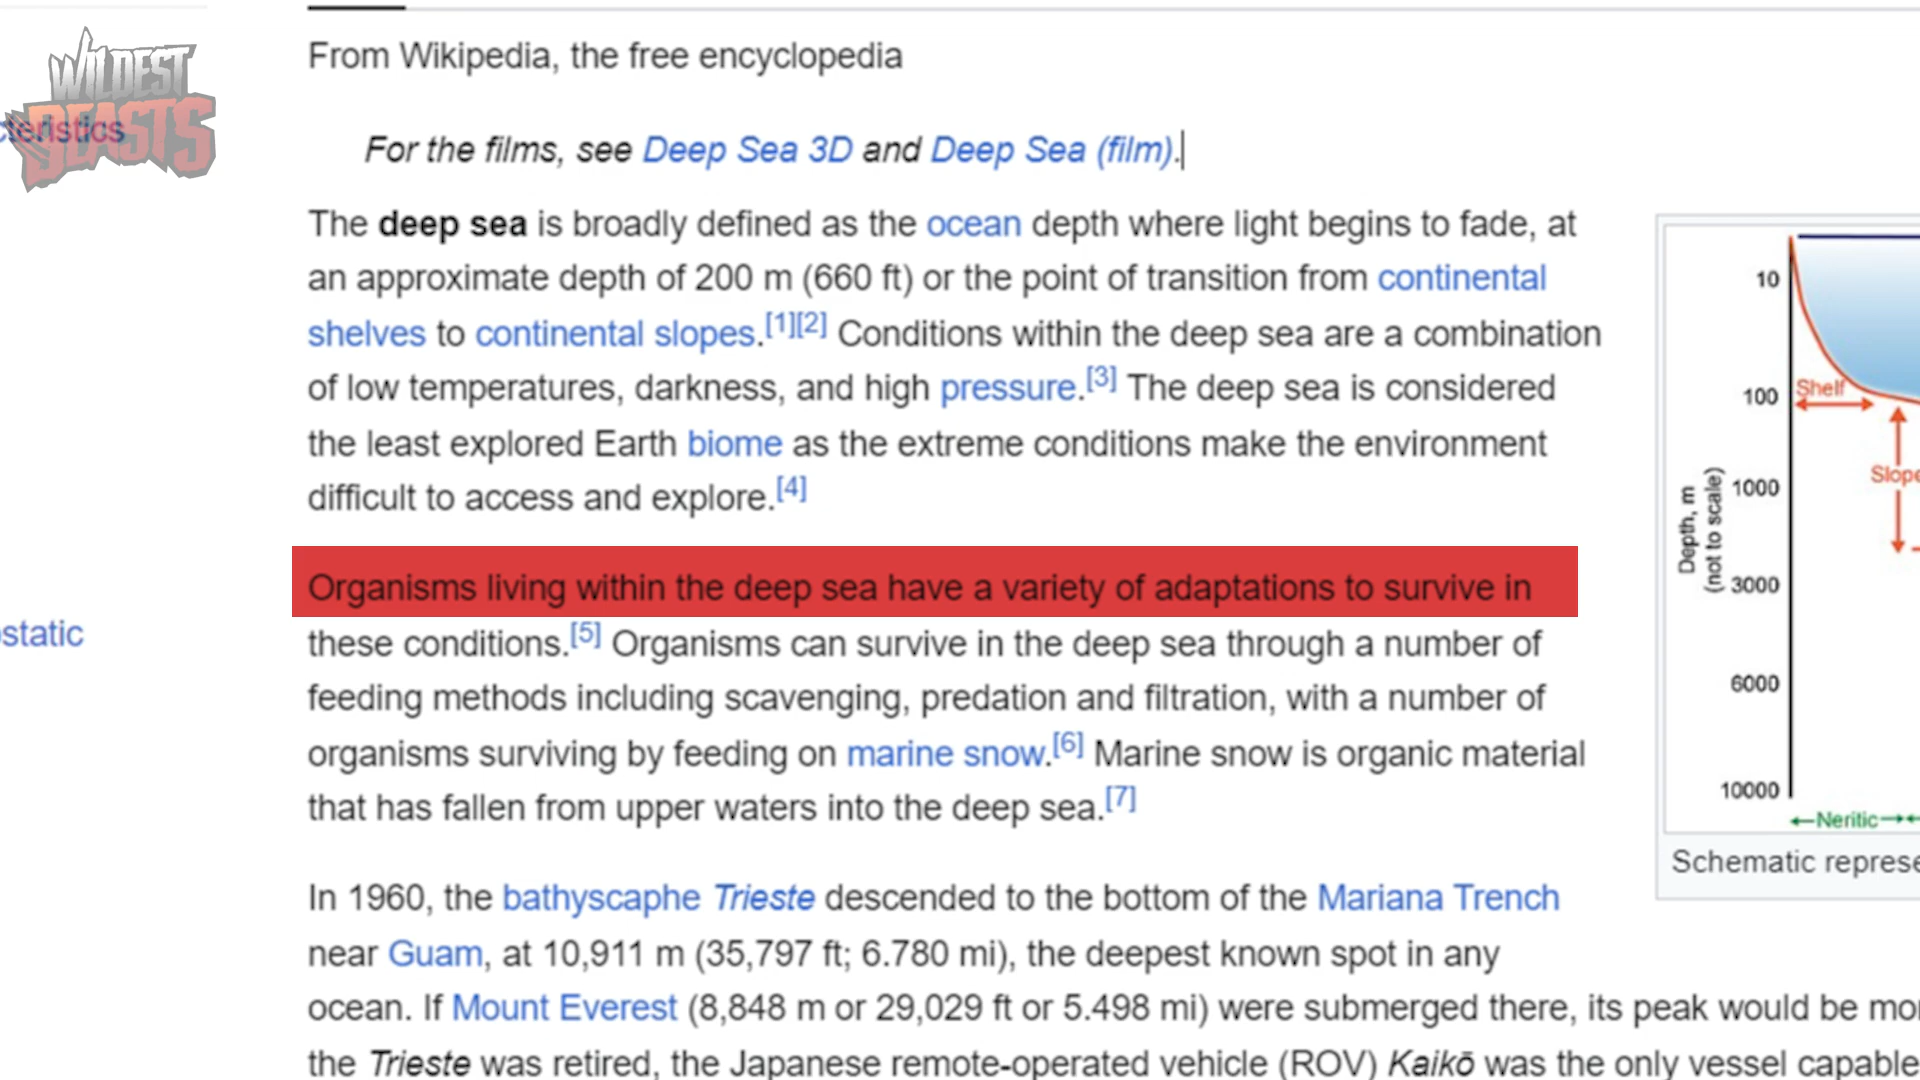 WILDEST
BEASTS
cteristics
From Wikipedia, the free encyclopedia
For the films, see Deep Sea 3D and Deep Sea (film).
The deep sea is broadly defined as the ocean depth where light begins to fade, at
an approximate depth of 200 m (660 ft) or the point of transition from continental
shelves to continental slopes.[1][2] Conditions within the deep sea are a combination
of low temperatures, darkness, and high pressure.[3] The deep sea is considered
the least explored Earth biome as the extreme conditions make the environment
difficult to access and explore.[4]
Organisms living within the deep sea have a variety of adaptations to survive in
these conditions.[5] Organisms can survive in the deep sea through a number of
feeding methods including scavenging, predation and filtration, with a number of
organisms surviving by feeding on marine snow.[6] Marine snow is organic material
that has fallen from upper waters into the deep sea.[7]
In 1960, the bathyscaphe Trieste descended to the bottom of the Mariana Trench
near Guam, at 10,911 m (35,797 ft; 6.780 mi), the deepest known spot in any
ocean. If Mount Everest (8,848 m or 29,029 ft or 5.498 mi) were submerged there, its peak would be mo
the Trieste was retired, the Japanese remote-operated vehicle (ROV) Kaikō was the only vessel capable
static
10
100
1000
3000
6000
10000
Depth, m
(not to scale)
Shelf
Slope
←Neritic→←
Schematic represe